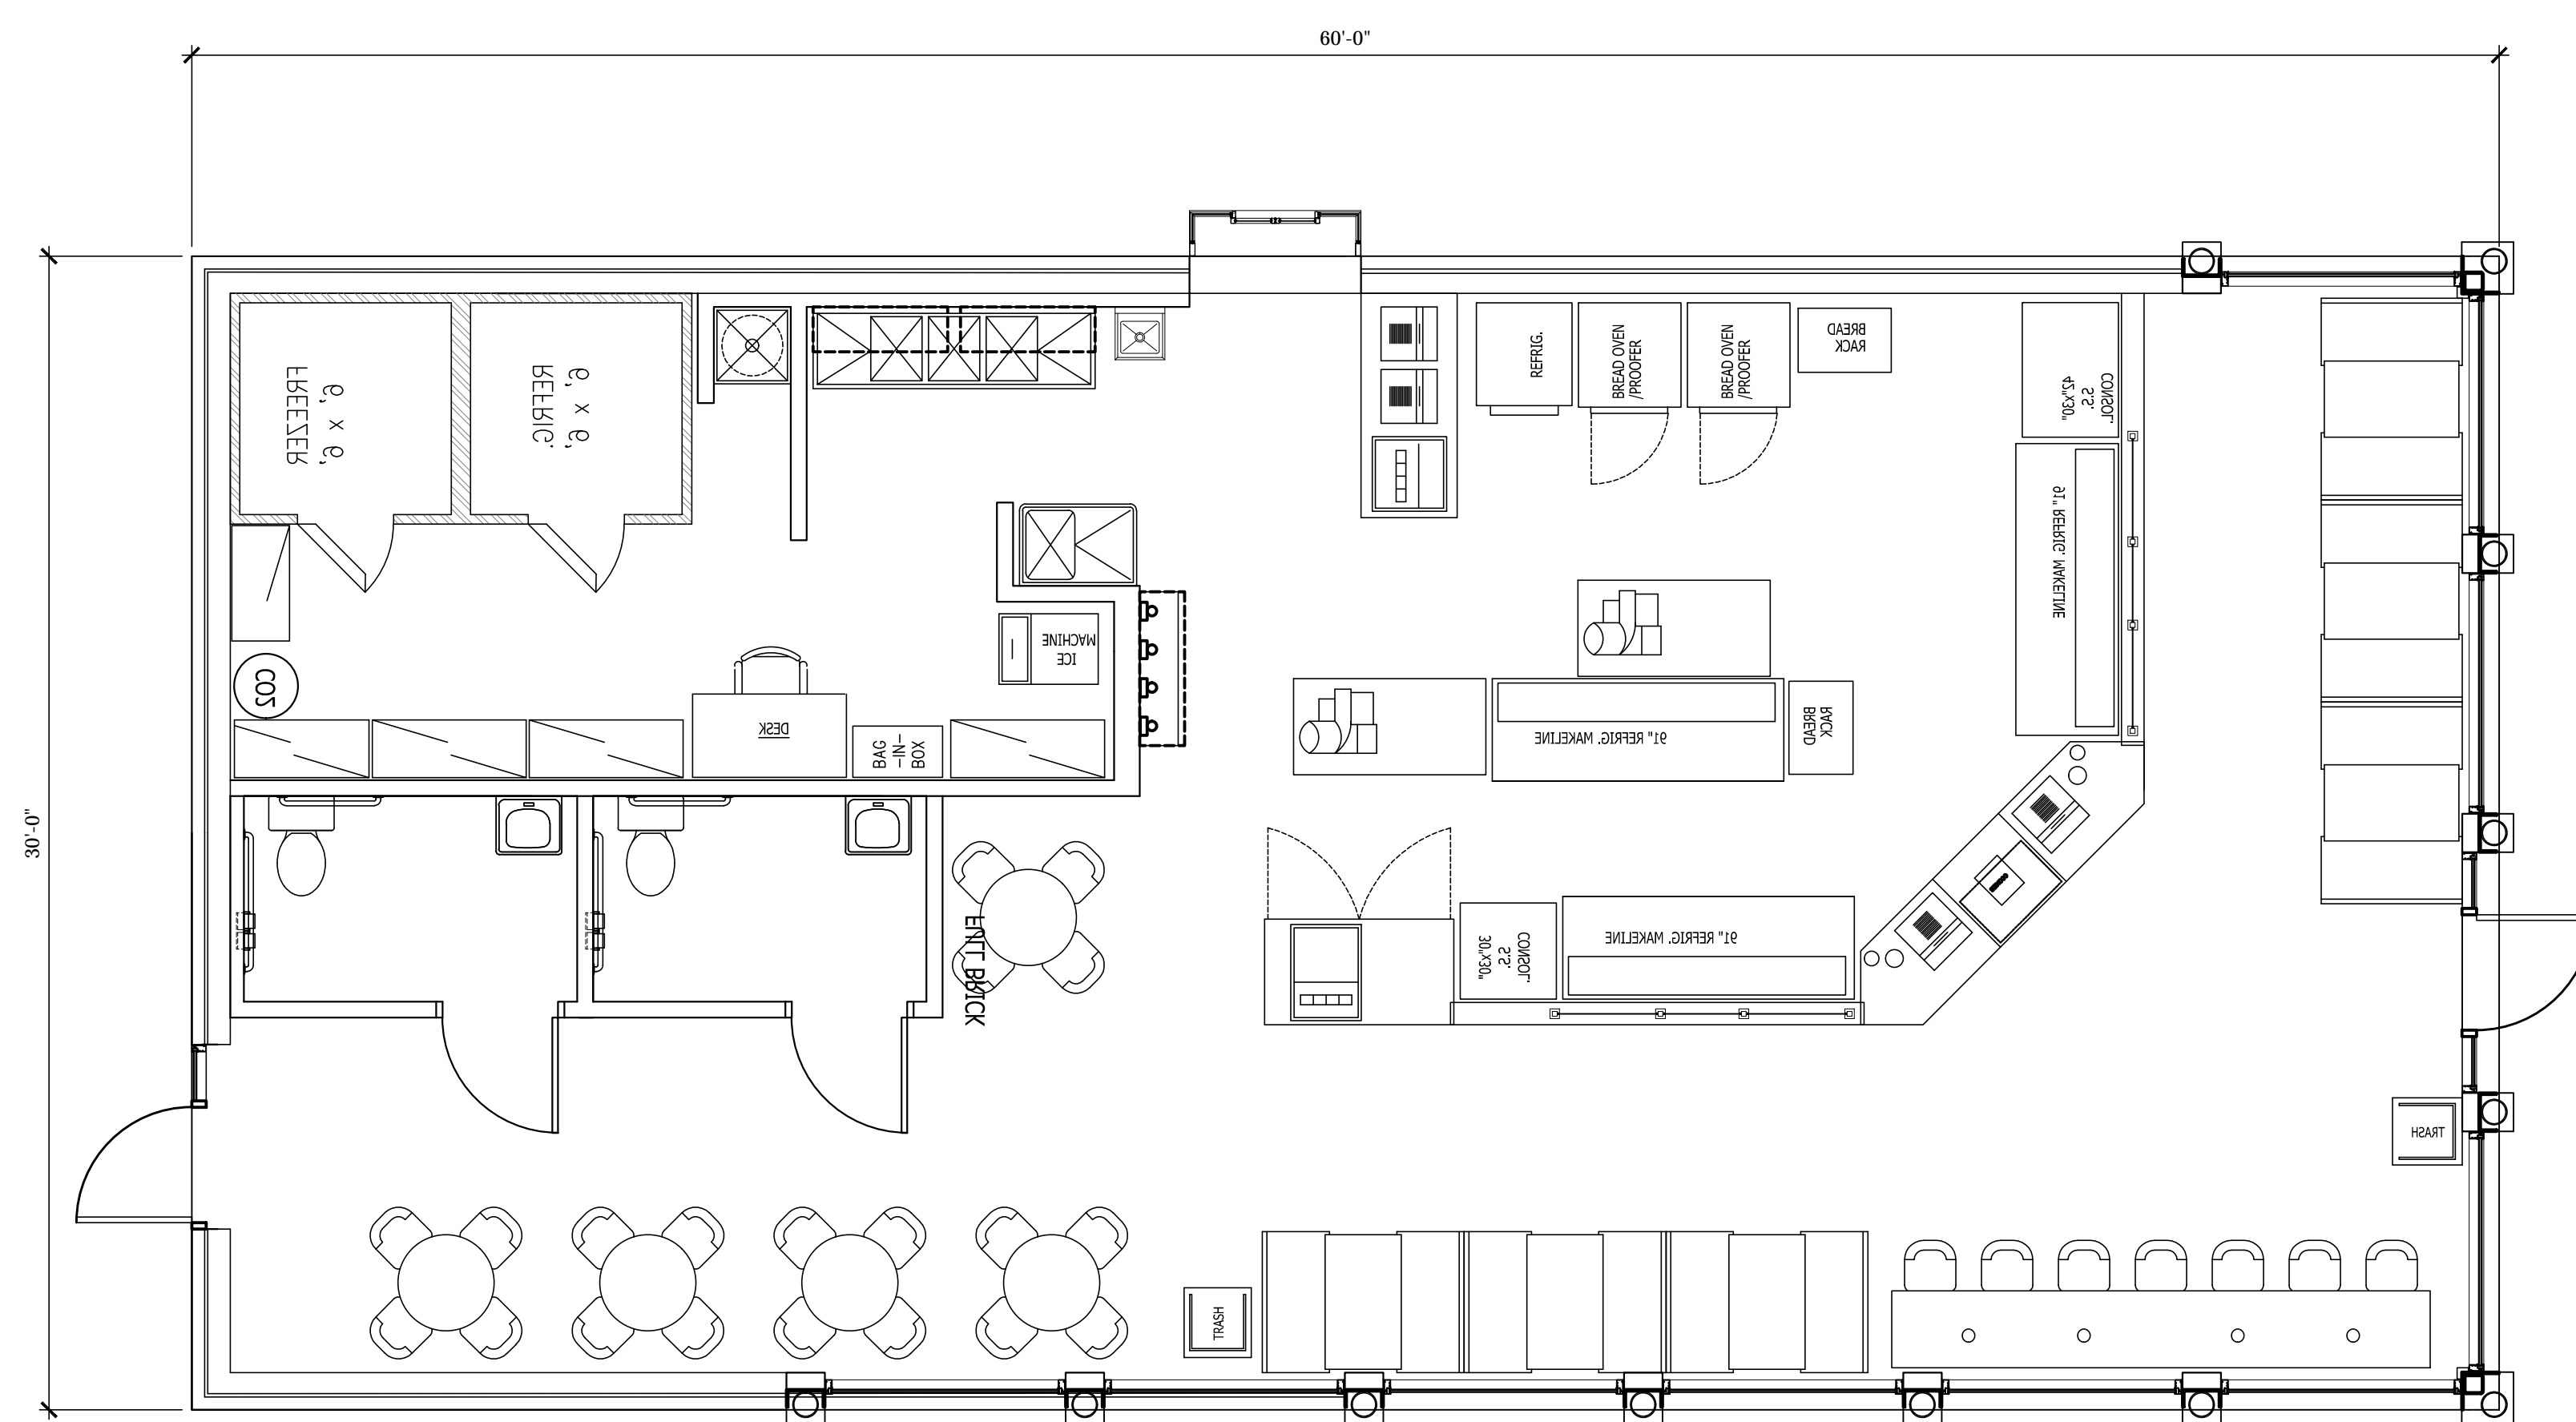 60'-0"
30'-0"
FREEZER
6' x 6'
REFRIG.
6' x 6'
REFRIG.
BREAD OVEN
/PROOFER
BREAD OVEN
/PROOFER
BREAD
RACK
CONSOL.
S.S.
42"x30"
91" REFRIG. MAKELINE
MACHINE
ICE
CO2
DESK
BAG
-IN-
BOX
91" REFRIG. MAKELINE
RACK
BREAD
FULL BRICK
CONSOL.
S.S.
30"x30"
91" REFRIG. MAKELINE
TRASH
TRASH